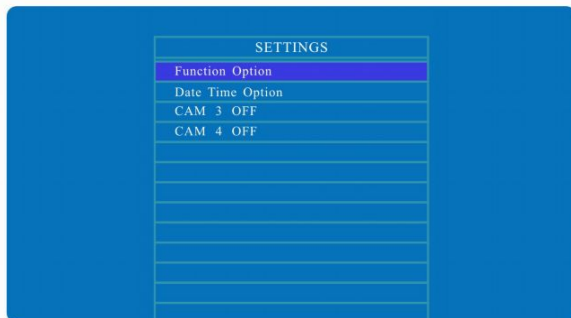 SETTINGS
Function Option
Date Time Option
CAM 3 OFF
CAM 4 OFF